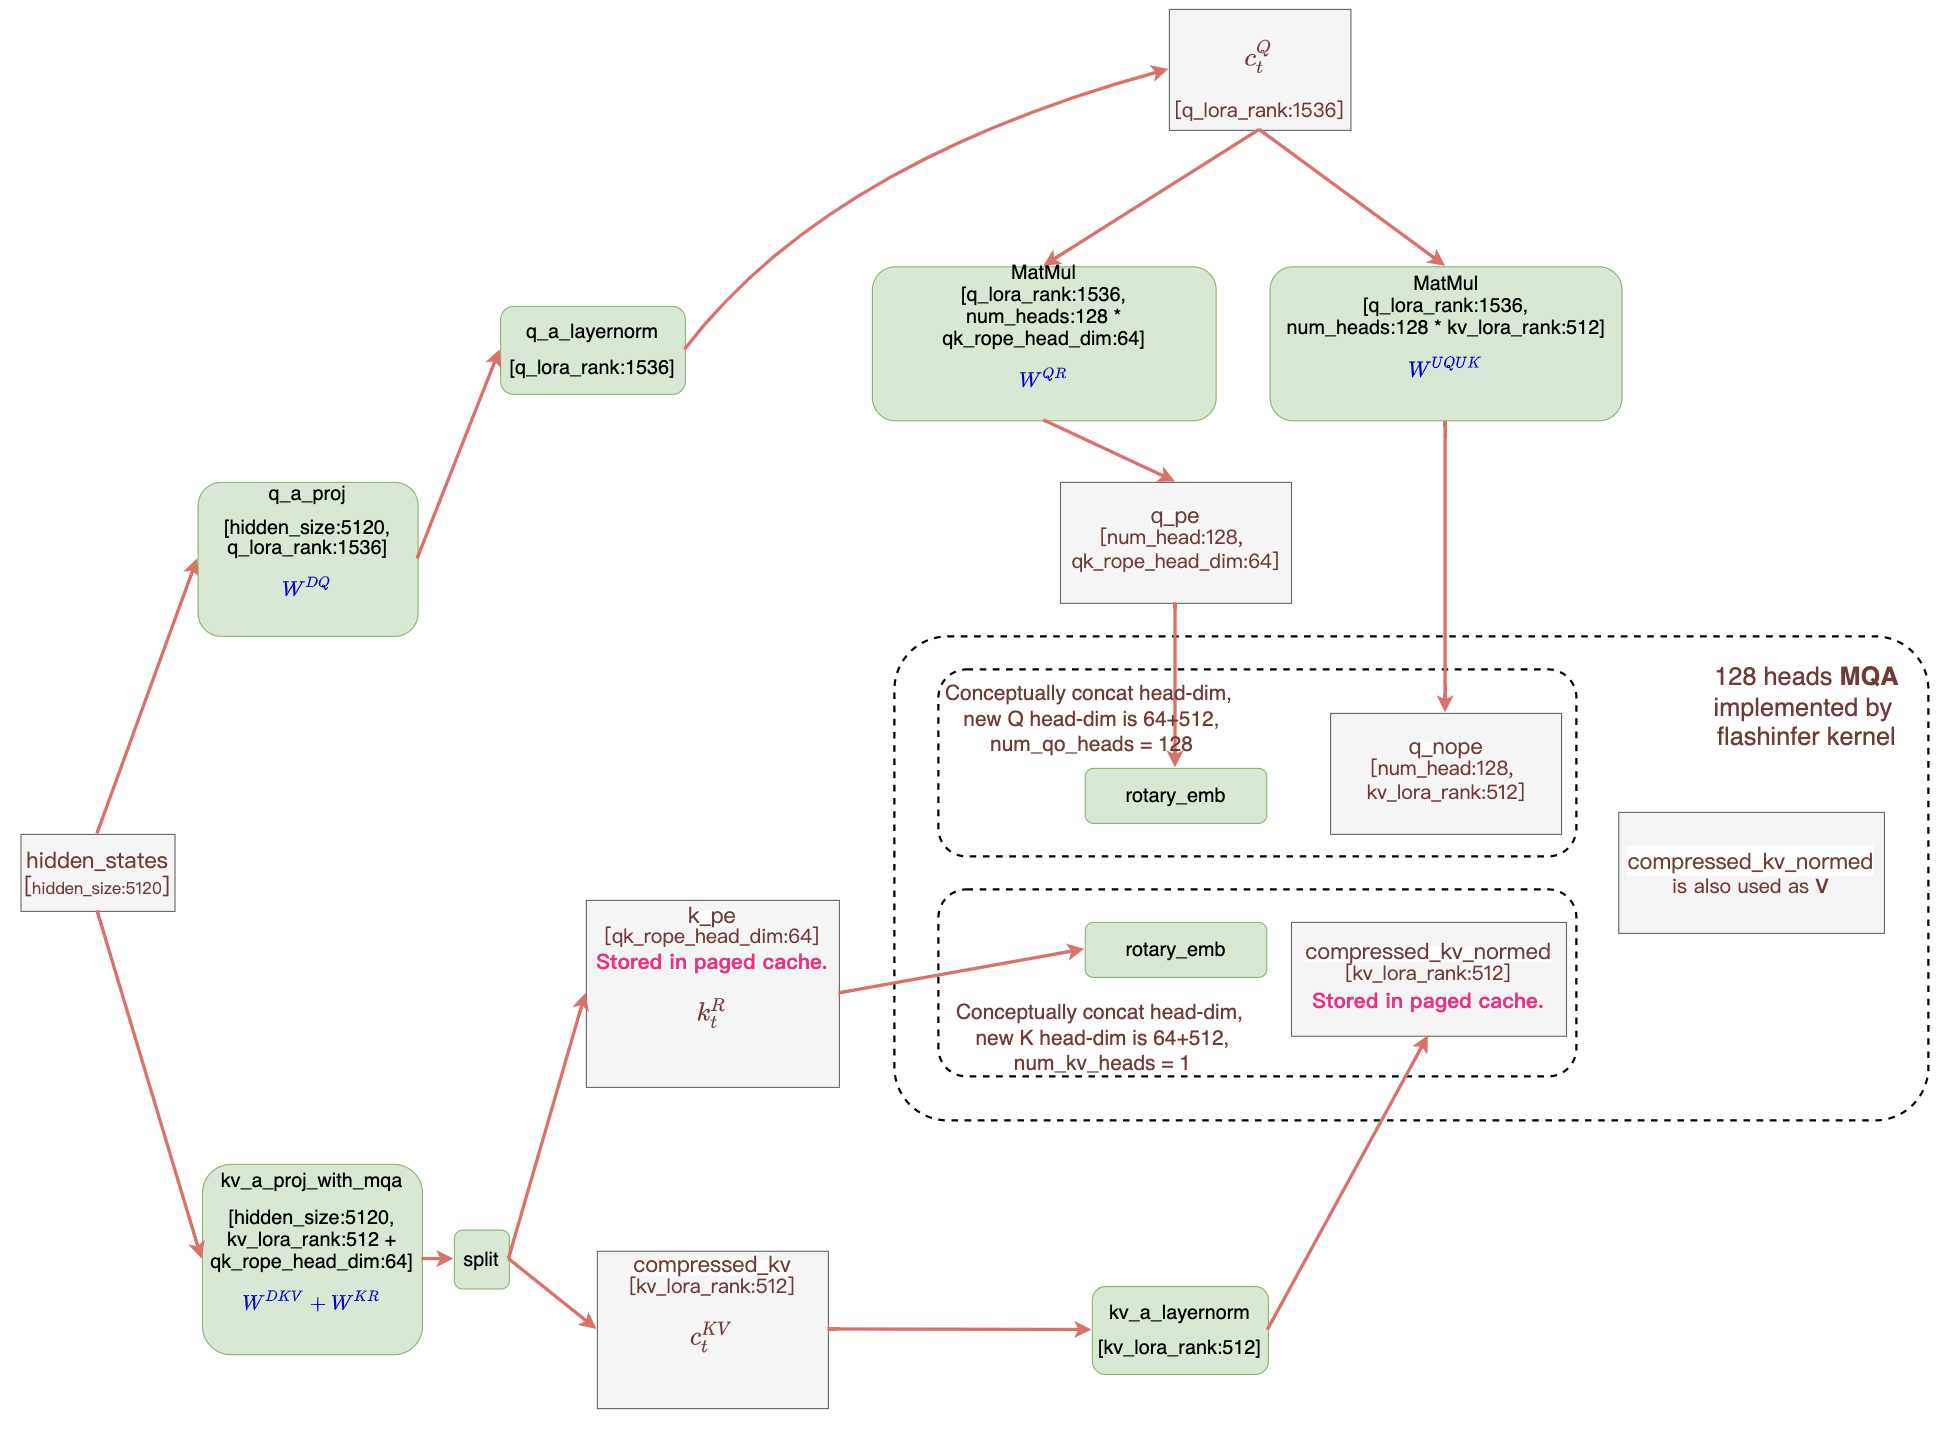 c_t^Q
[q_lora_rank:1536]
MatMul
[q_lora_rank:1536,
num_heads:128 *
qk_rope_head_dim:64]
W^{QR}
MatMul
[q_lora_rank:1536,
num_heads:128 * kv_lora_rank:512]
W^{UQUK}
q_a_layernorm
[q_lora_rank:1536]
q_a_proj
[hidden_size:5120,
q_lora_rank:1536]
W^{DQ}
q_pe
[num_head:128,
qk_rope_head_dim:64]
128 heads MQA
implemented by
flashinfer kernel
Conceptually concat head-dim,
new Q head-dim is 64+512,
num_qo_heads = 128
rotary_emb
q_nope
[num_head:128,
kv_lora_rank:512]
compressed_kv_normed
is also used as V
hidden_states
[hidden_size:5120]
k_pe
[qk_rope_head_dim:64]
Stored in paged cache.
k_t^R
rotary_emb
Conceptually concat head-dim,
new K head-dim is 64+512,
num_kv_heads = 1
compressed_kv_normed
[kv_lora_rank:512]
Stored in paged cache.
kv_a_proj_with_mqa
[hidden_size:5120,
kv_lora_rank:512 +
qk_rope_head_dim:64]
W^{DKV} + W^{KR}
split
compressed_kv
[kv_lora_rank:512]
c_t^{KV}
kv_a_layernorm
[kv_lora_rank:512]